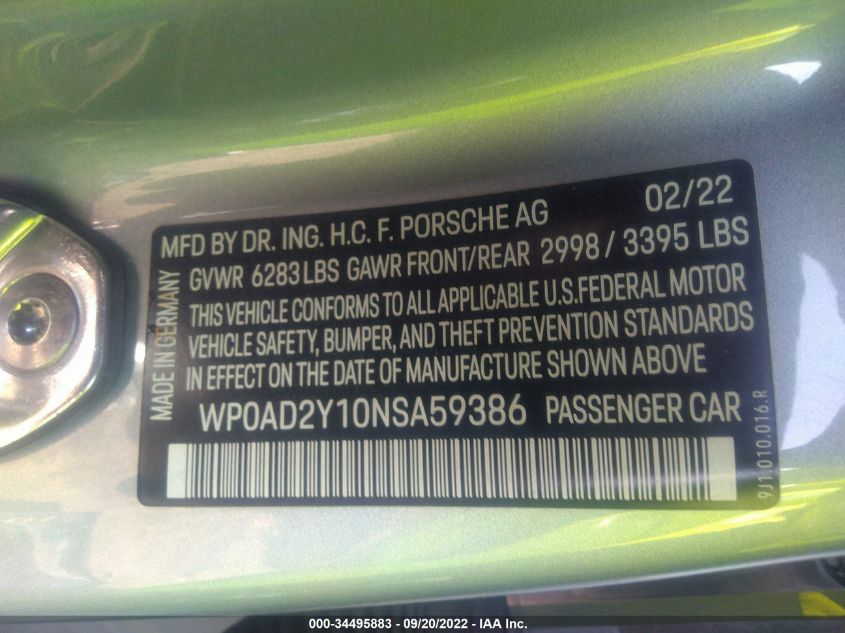 MFD BY DR. ING. H.C. F. PORSCHE AG 02/22
GVWR 6283 LBS GAWR FRONT/REAR 2998 / 3395 LBS
THIS VEHICLE CONFORMS TO ALL APPLICABLE U.S. FEDERAL MOTOR
VEHICLE SAFETY, BUMPER, AND THEFT PREVENTION STANDARDS
IN EFFECT ON THE DATE OF MANUFACTURE SHOWN ABOVE
WP0AD2Y10NSA59386 PASSENGER CAR
MADE IN GERMANY
9J1.010.016.R
000-34495883 - 09/20/2022 - IAA Inc.